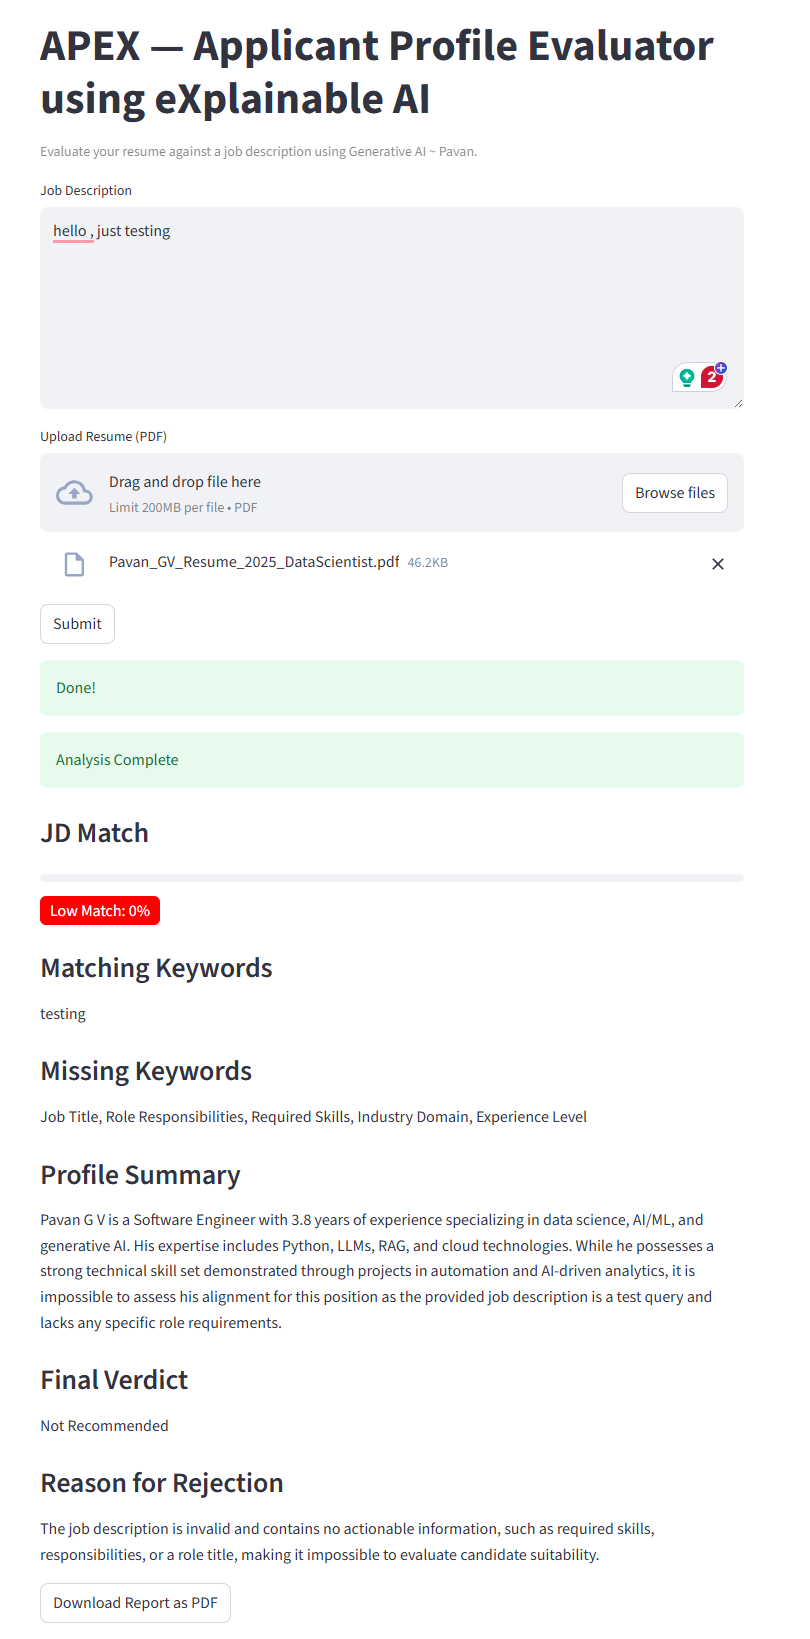 APEX — Applicant Profile Evaluator
using eXplainable AI
Evaluate your resume against a job description using Generative AI ~ Pavan.
Job Description
hello , just testing
2
Upload Resume (PDF)
Drag and drop file here
Limit 200MB per file • PDF
Browse files
Pavan_GV_Resume_2025_DataScientist.pdf 46.2KB
Submit
Done!
Analysis Complete
JD Match
Low Match: 0%
Matching Keywords
testing
Missing Keywords
Job Title, Role Responsibilities, Required Skills, Industry Domain, Experience Level
Profile Summary
Pavan G V is a Software Engineer with 3.8 years of experience specializing in data science, AI/ML, and
generative AI. His expertise includes Python, LLMs, RAG, and cloud technologies. While he possesses a
strong technical skill set demonstrated through projects in automation and AI-driven analytics, it is
impossible to assess his alignment for this position as the provided job description is a test query and
lacks any specific role requirements.
Final Verdict
Not Recommended
Reason for Rejection
The job description is invalid and contains no actionable information, such as required skills,
responsibilities, or a role title, making it impossible to evaluate candidate suitability.
Download Report as PDF